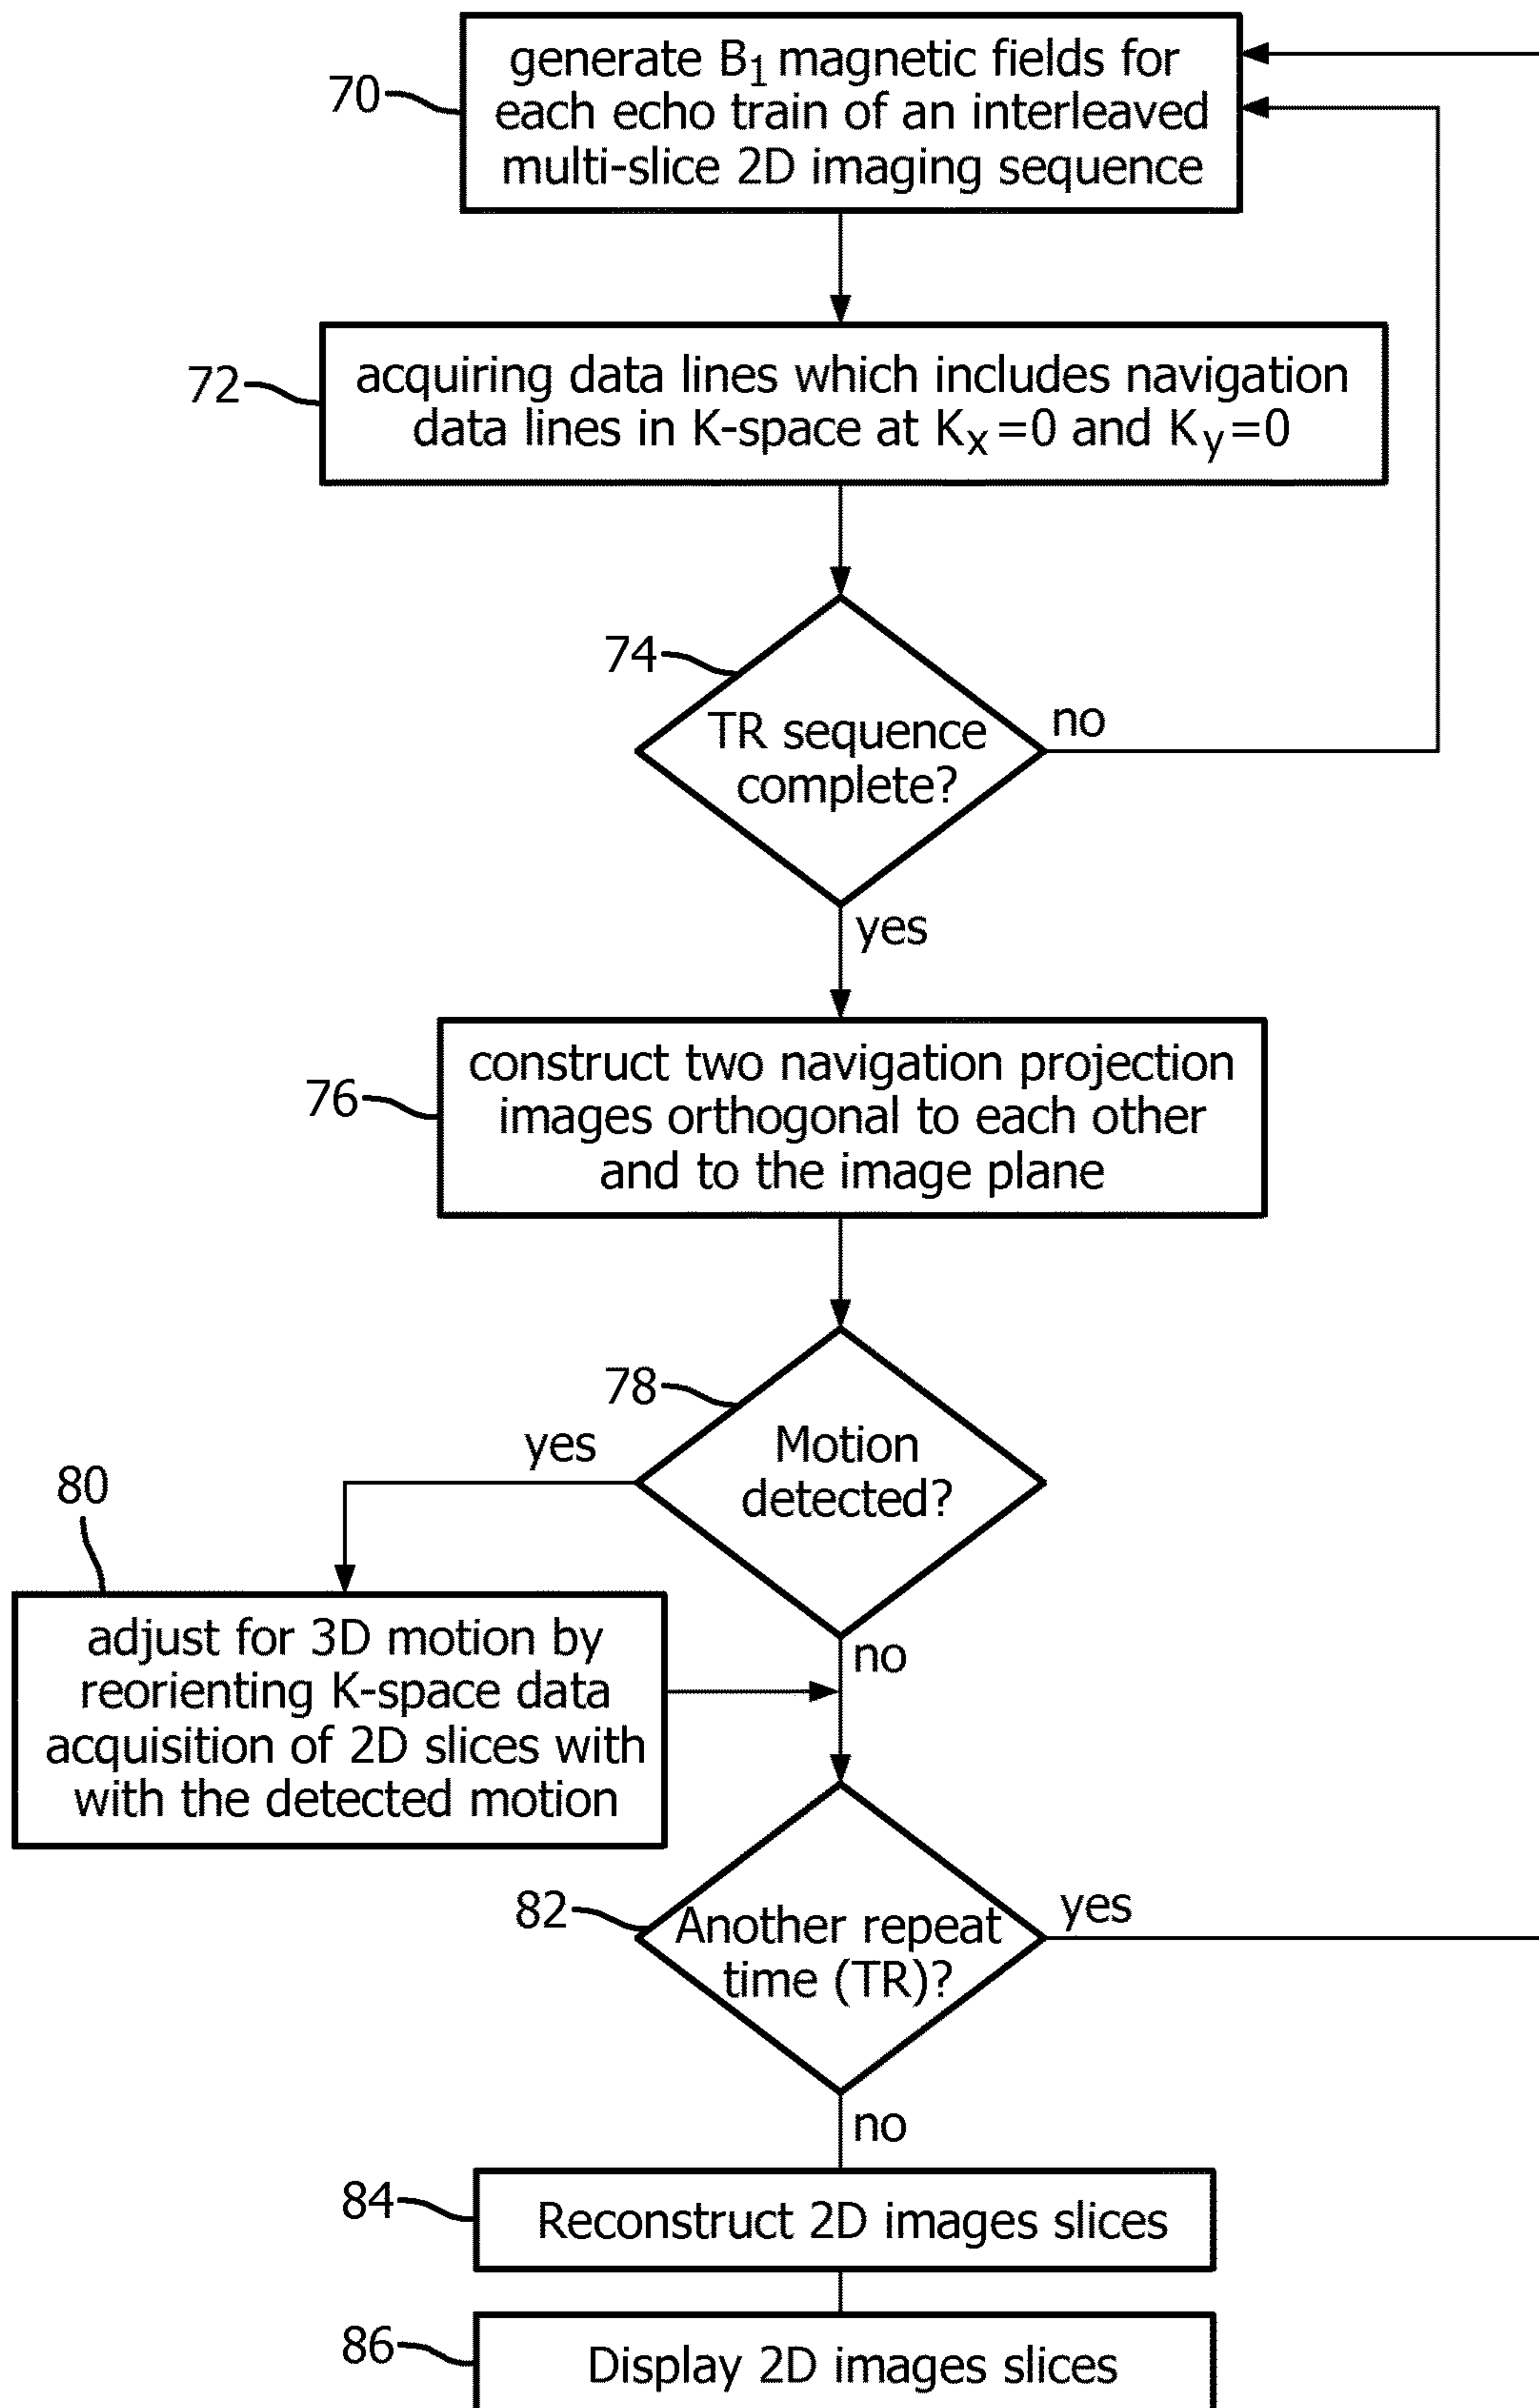 70
generate B₁ magnetic fields for
each echo train of an interleaved
multi-slice 2D imaging sequence
72
acquiring data lines which includes navigation
data lines in K-space at Kₓ=0 and K_y=0
74
TR sequence
complete?
no
yes
76
construct two navigation projection
images orthogonal to each other
and to the image plane
78
Motion
detected?
yes
no
80
adjust for 3D motion by
reorienting K-space data
acquisition of 2D slices with
with the detected motion
82
Another repeat
time (TR)?
yes
no
84
Reconstruct 2D images slices
86
Display 2D images slices